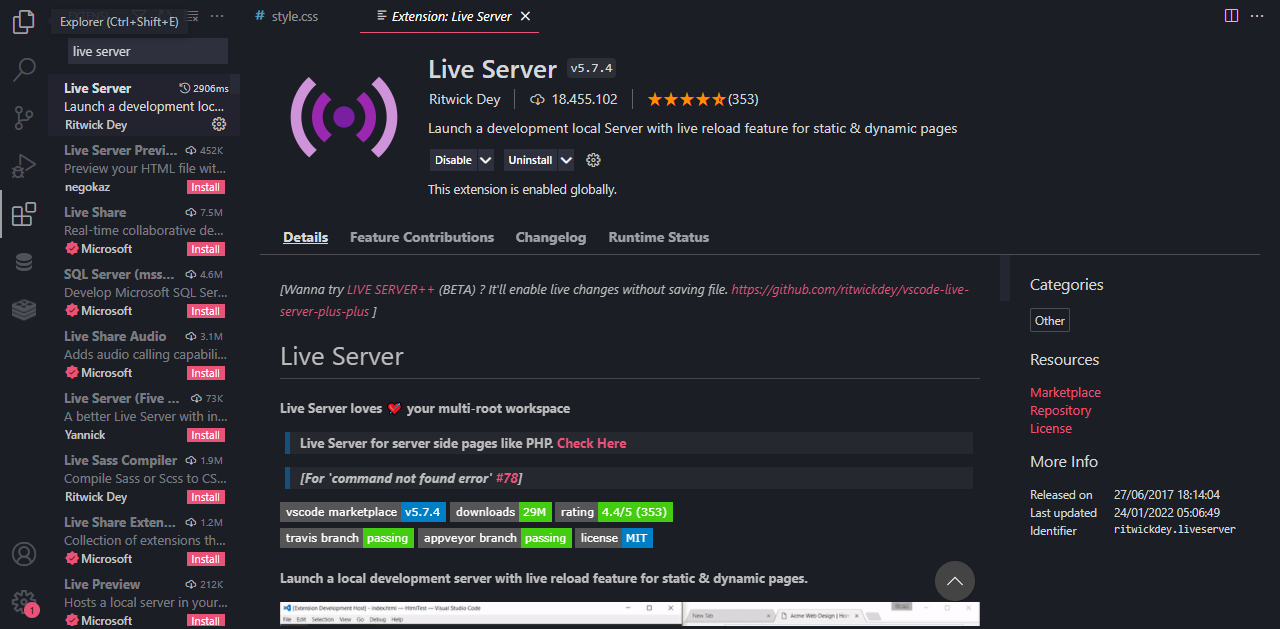 Explorer (Ctrl+Shift+E)
live server
Live Server 2906ms
Launch a development loc...
Ritwick Dey
Live Server Previ... 452K
Preview your HTML file wit...
negokaz Install
Live Share 7.5M
Real-time collaborative de...
Microsoft Install
SQL Server (mss... 4.6M
Develop Microsoft SQL Ser...
Microsoft Install
Live Share Audio 3.1M
Adds audio calling capabili...
Microsoft Install
Live Server (Five ... 73K
A better Live Server with in...
Yannick Install
Live Sass Compiler 1.9M
Compile Sass or Scss to CS...
Ritwick Dey Install
Live Share Exten... 1.2M
Collection of extensions th...
Microsoft Install
Live Preview 212K
Hosts a local server in your...
Microsoft Install
1
# style.css
Extension: Live Server
Live Server v5.7.4
Ritwick Dey 18.455.102 (353)
Launch a development local Server with live reload feature for static & dynamic pages
Disable Uninstall
This extension is enabled globally.
Details Feature Contributions Changelog Runtime Status
[Wanna try LIVE SERVER++ (BETA) ? It'll enable live changes without saving file. https://github.com/ritwickdey/vscode-live-
server-plus-plus ]
Live Server
Live Server loves your multi-root workspace
Live Server for server side pages like PHP. Check Here
[For 'command not found error' #78]
vscode marketplace v5.7.4 downloads 29M rating 4.4/5 (353)
travis branch passing appveyor branch passing license MIT
Launch a local development server with live reload feature for static & dynamic pages.
[Extension Development Host] - index.html — HtmlTest — Visual Studio Code
File Edit Selection View Go Debug Help
New Tab
Acme Web Design | Hom
Categories
Other
Resources
Marketplace
Repository
License
More Info
Released on 27/06/2017 18:14:04
Last updated 24/01/2022 05:06:49
Identifier ritwickdey.liveserver